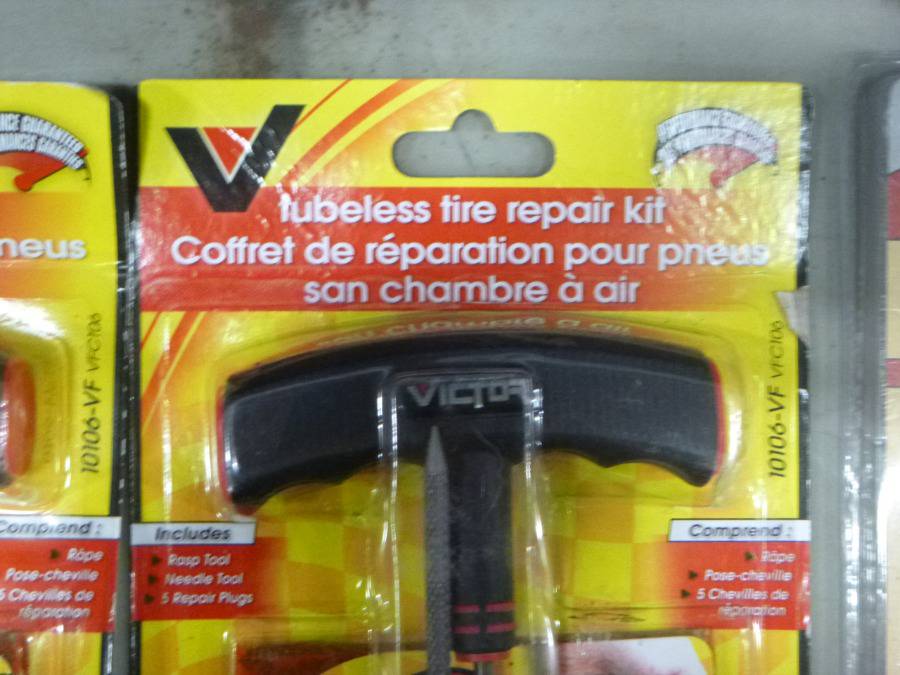 ANCE GUARANTEE
neus
10106-VF VFC106
Comprend :
Râpe
Pose-cheville
5 Chevilles de
réparation
V
tubeless tire repair kit
Coffret de réparation pour pneus
san chambre à air
VICTOR
10106-VF VFC106
Includes
Rasp Tool
Needle Tool
5 Repair Plugs
Comprend :
Râpe
Pose-cheville
5 Chevilles de
réparation